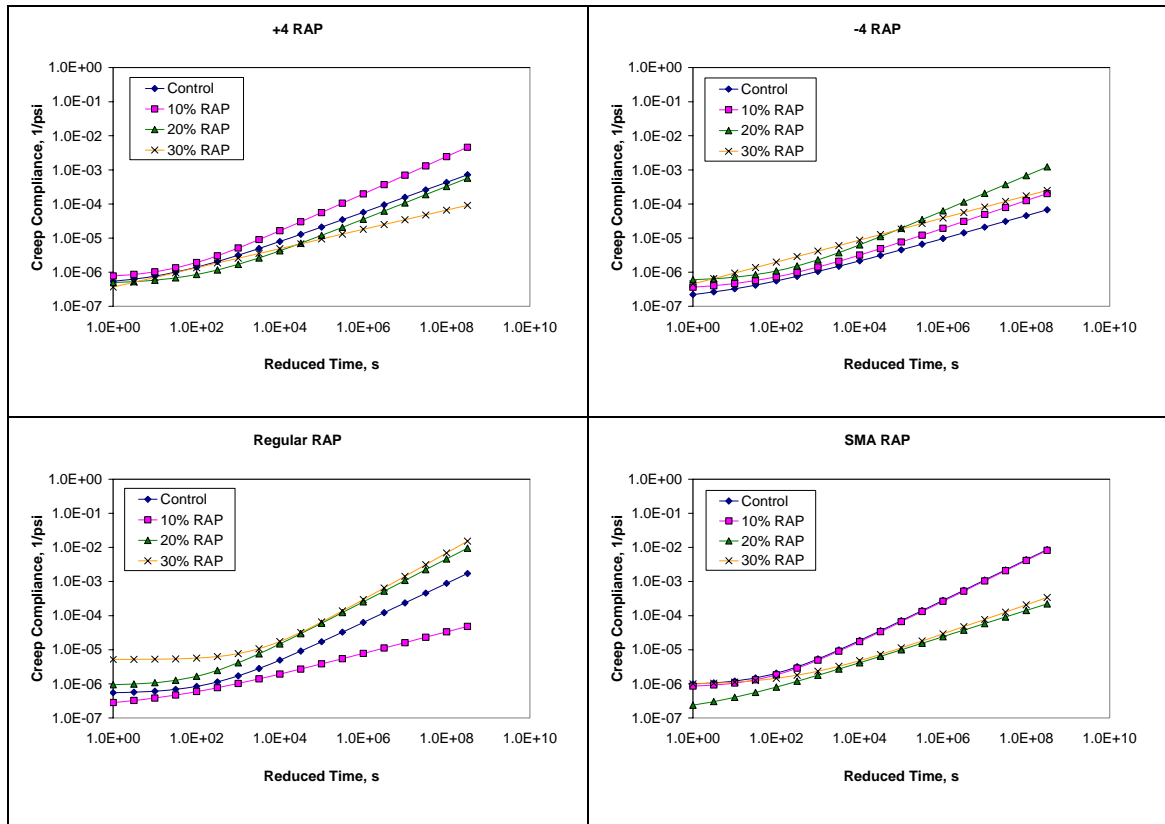 +4 RAP
Creep Compliance, 1/psi
1.0E+00
1.0E-01
1.0E-02
1.0E-03
1.0E-04
1.0E-05
1.0E-06
1.0E-07
Control
10% RAP
20% RAP
30% RAP
1.0E+00 1.0E+02 1.0E+04 1.0E+06 1.0E+08 1.0E+10
Reduced Time, s
-4 RAP
Creep Compliance, 1/psi
1.0E+00
1.0E-01
1.0E-02
1.0E-03
1.0E-04
1.0E-05
1.0E-06
1.0E-07
Control
10% RAP
20% RAP
30% RAP
1.0E+00 1.0E+02 1.0E+04 1.0E+06 1.0E+08 1.0E+10
Reduced Time, s
Regular RAP
Creep Compliance, 1/psi
1.0E+00
1.0E-01
1.0E-02
1.0E-03
1.0E-04
1.0E-05
1.0E-06
1.0E-07
Control
10% RAP
20% RAP
30% RAP
1.0E+00 1.0E+02 1.0E+04 1.0E+06 1.0E+08 1.0E+10
Reduced Time, s
SMA RAP
Creep Compliance, 1/psi
1.0E+00
1.0E-01
1.0E-02
1.0E-03
1.0E-04
1.0E-05
1.0E-06
1.0E-07
Control
10% RAP
20% RAP
30% RAP
1.0E+00 1.0E+02 1.0E+04 1.0E+06 1.0E+08 1.0E+10
Reduced Time, s